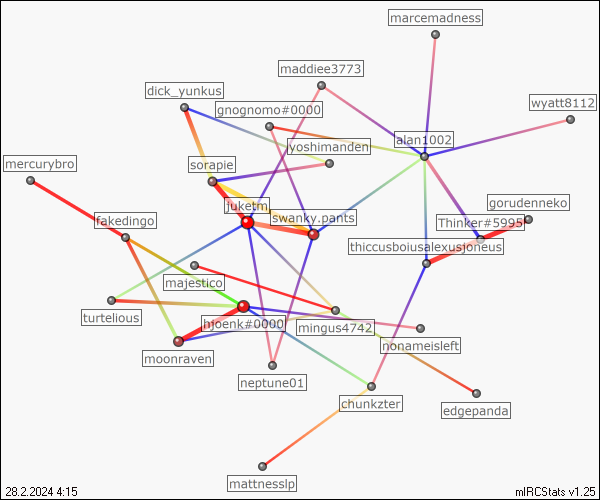 marcemadness
maddiee3773
dick_yunkus
gnognomo#0000
wyatt8112
alan1002
yoshimanden
mercurybro
sorapie
juketm
gorudenneko
swanky.pants
fakedingo
Thinker#5995
thiccusboiusalexusjoneus
majestico
turtelious
hjoenk#0000
mingus4742
nonameisleft
moonraven
neptune01
chunkzter
edgepanda
mattnesslp
28.2.2024 4:15
mIRCStats v1.25